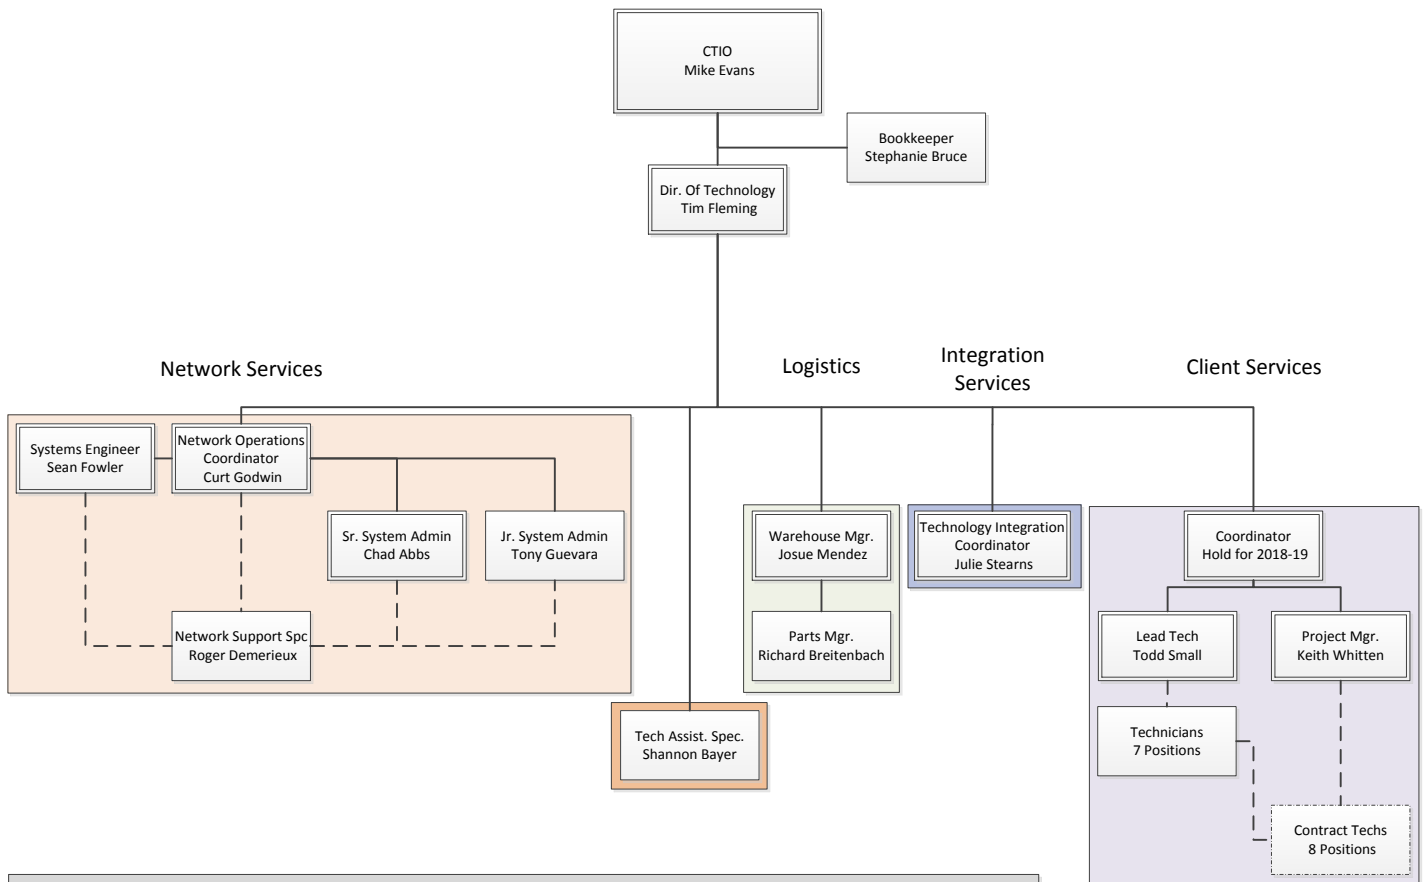 CTIO
Mike Evans
Bookkeeper
Stephanie Bruce
Dir. Of Technology
Tim Fleming
Network Services
Logistics
Integration
Services
Client Services
Systems Engineer
Sean Fowler
Network Operations
Coordinator
Curt Godwin
Sr. System Admin
Chad Abbs
Jr. System Admin
Tony Guevara
Network Support Spc
Roger Demerieux
Warehouse Mgr.
Josue Mendez
Parts Mgr.
Richard Breitenbach
Technology Integration
Coordinator
Julie Stearns
Coordinator
Hold for 2018-19
Lead Tech
Todd Small
Project Mgr.
Keith Whitten
Technicians
7 Positions
Tech Assist. Spec.
Shannon Bayer
Contract Techs
8 Positions